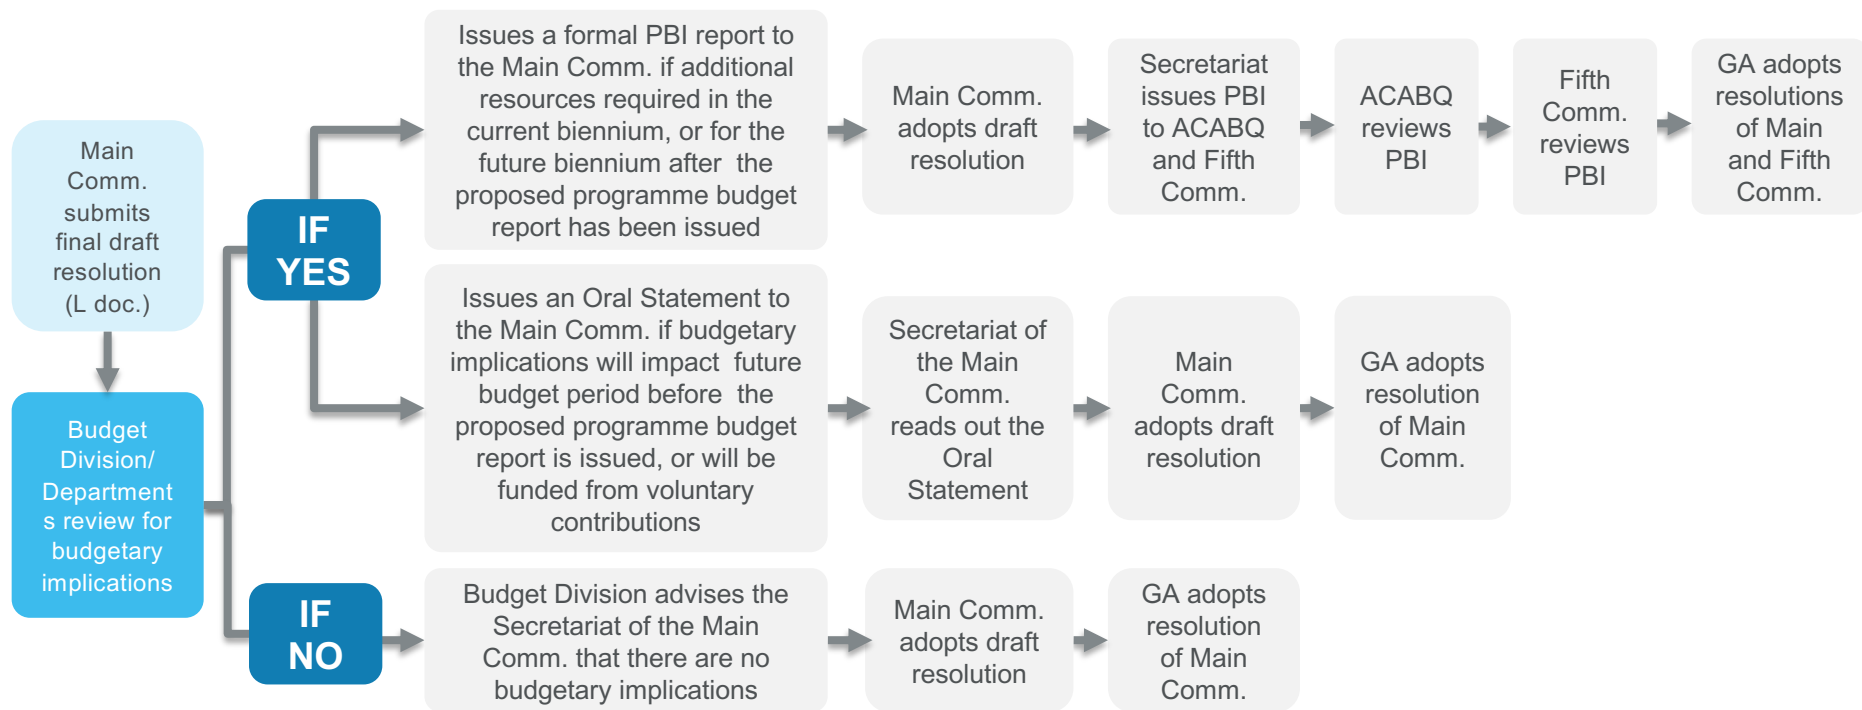 Main
Comm.
submits
final draft
resolution
(L doc.)
Budget
Division/
Department
s review for
budgetary
implications
IF
YES
Issues a formal PBI report to
the Main Comm. if additional
resources required in the
current biennium, or for the
future biennium after the
proposed programme budget
report has been issued
Main Comm.
adopts draft
resolution
Secretariat
issues PBI
to ACABQ
and Fifth
Comm.
ACABQ
reviews
PBI
Fifth
Comm.
reviews
PBI
GA adopts
resolutions
of Main
and Fifth
Comm.
Issues an Oral Statement to
the Main Comm. if budgetary
implications will impact future
budget period before the
proposed programme budget
report is issued, or will be
funded from voluntary
contributions
Secretariat of
the Main
Comm.
reads out the
Oral
Statement
Main
Comm.
adopts draft
resolution
GA adopts
resolution
of Main
Comm.
IF
NO
Budget Division advises the
Secretariat of the Main
Comm. that there are no
budgetary implications
Main Comm.
adopts draft
resolution
GA adopts
resolution
of Main
Comm.